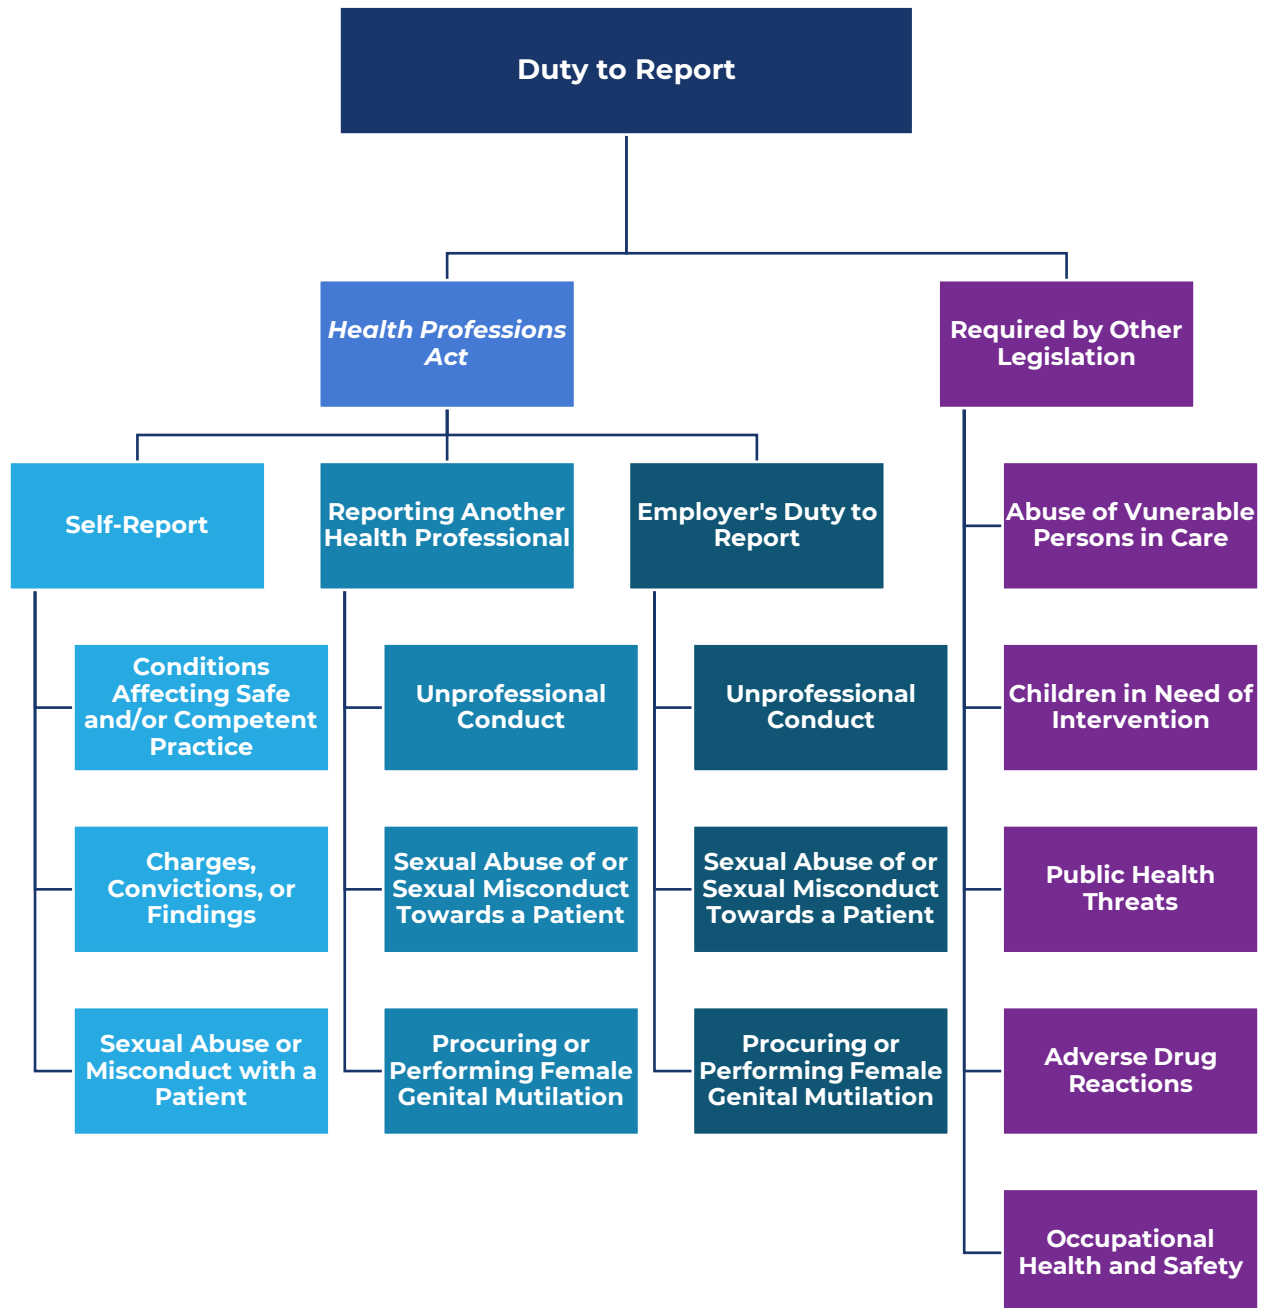 Duty to Report
Health Professions
Act
Required by Other
Legislation
Self-Report
Reporting Another
Health Professional
Employer's Duty to
Report
Abuse of Vunerable
Persons in Care
Conditions
Affecting Safe
and/or Competent
Practice
Unprofessional
Conduct
Unprofessional
Conduct
Children in Need of
Intervention
Charges,
Convictions, or
Findings
Sexual Abuse of or
Sexual Misconduct
Towards a Patient
Sexual Abuse of or
Sexual Misconduct
Towards a Patient
Public Health
Threats
Sexual Abuse or
Misconduct with a
Patient
Procuring or
Performing Female
Genital Mutilation
Procuring or
Performing Female
Genital Mutilation
Adverse Drug
Reactions
Occupational
Health and Safety